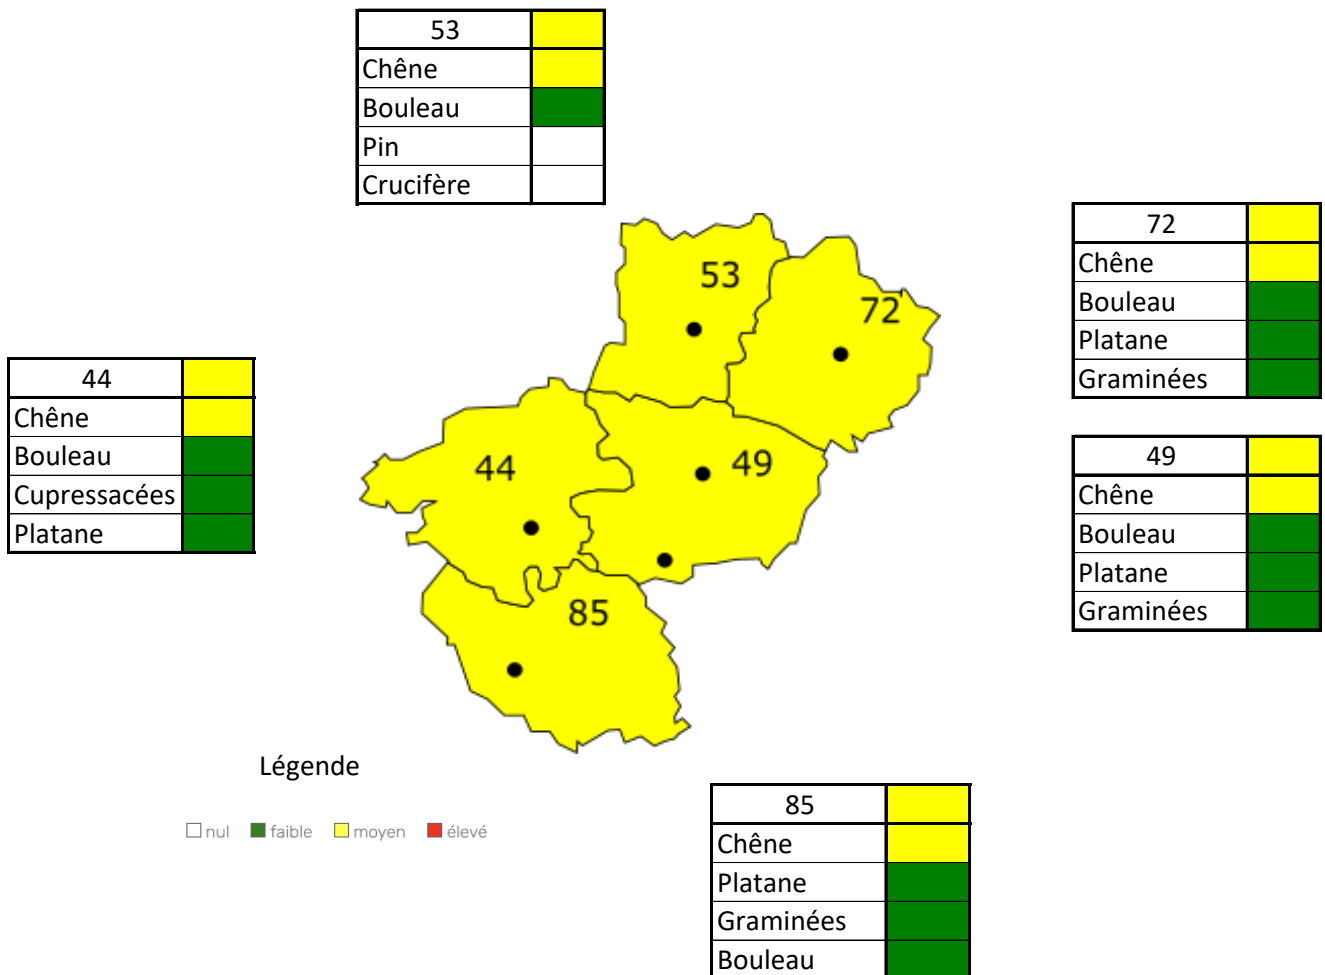 53
Chêne
Bouleau
Pin
Crucifère
72
Chêne
Bouleau
Platane
Graminées
53
72
44
Chêne
Bouleau
Cupressacées
Platane
44
49
49
Chêne
Bouleau
Platane
Graminées
85
Légende
nul faible moyen élevé
85
Chêne
Platane
Graminées
Bouleau